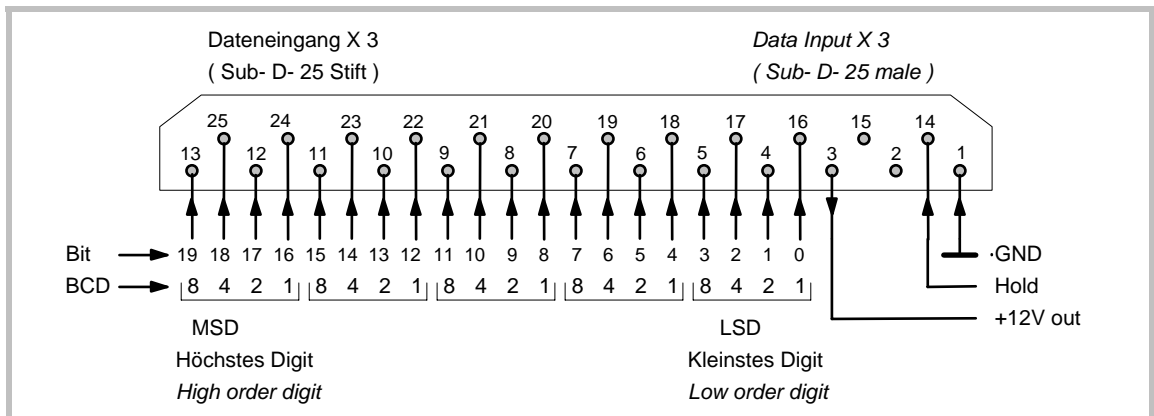 Dateneingang X 3 Data Input X 3
( Sub- D- 25 Stift ) ( Sub- D- 25 male )
25 24 23 22 21 20 19 18 17 16 15 14
13 12 11 10 9 8 7 6 5 4 3 2 1
Bit 19 18 17 16 15 14 13 12 11 10 9 8 7 6 5 4 3 2 1 0 GND
BCD 8 4 2 1 8 4 2 1 8 4 2 1 8 4 2 1 8 4 2 1 Hold
+12V out
MSD LSD
Höchstes Digit Kleinstes Digit
High order digit Low order digit